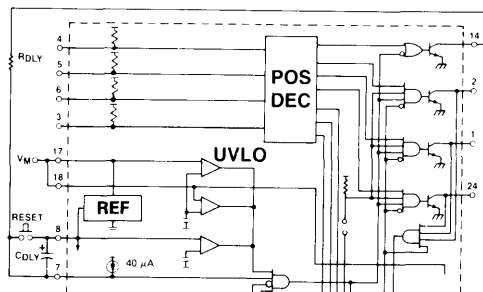 4
14
RDLY
5
POS
DEC
2
6
3
1
VM
17
UVLO
18
24
REF
RESET
8
+
CDLY
40 μA
7